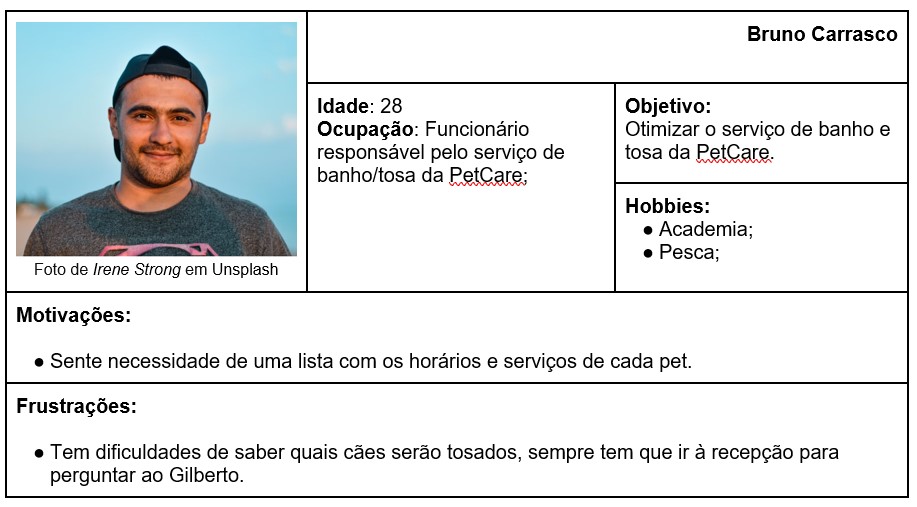 Bruno Carrasco
Idade: 28
Ocupação: Funcionário
responsável pelo serviço de
banho/tosa da PetCare;
Objetivo:
Otimizar o serviço de banho e
tosa da PetCare.
Hobbies:
● Academia;
● Pesca;
Foto de Irene Strong em Unsplash
Motivações:
● Sente necessidade de uma lista com os horários e serviços de cada pet.
Frustrações:
● Tem dificuldades de saber quais cães serão tosados, sempre tem que ir à recepção para
perguntar ao Gilberto.